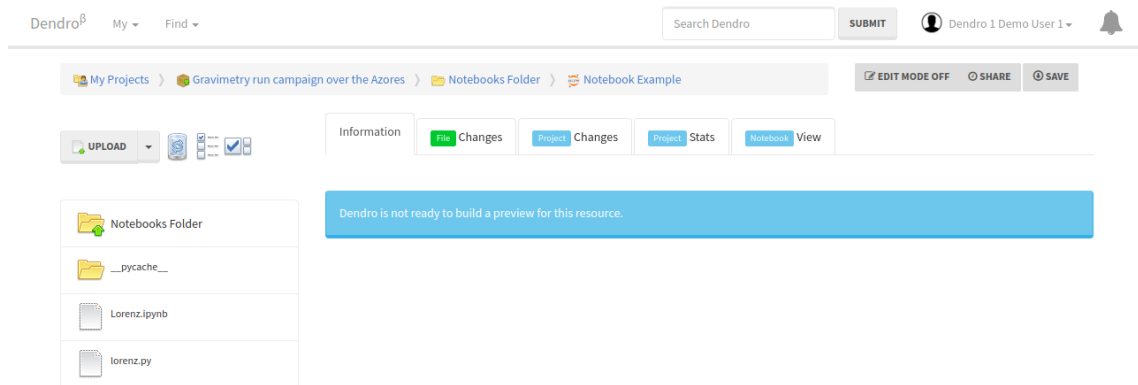 Dendroβ My Find Search Dendro SUBMIT Dendro 1 Demo User 1
My Projects Gravimetry run campaign over the Azores Notebooks Folder Notebook Example EDIT MODE OFF SHARE SAVE
Information File Changes Project Changes Project Stats Notebook View
UPLOAD
Dendro is not ready to build a preview for this resource.
Notebooks Folder
__pycache__
Lorenz.ipynb
lorenz.py